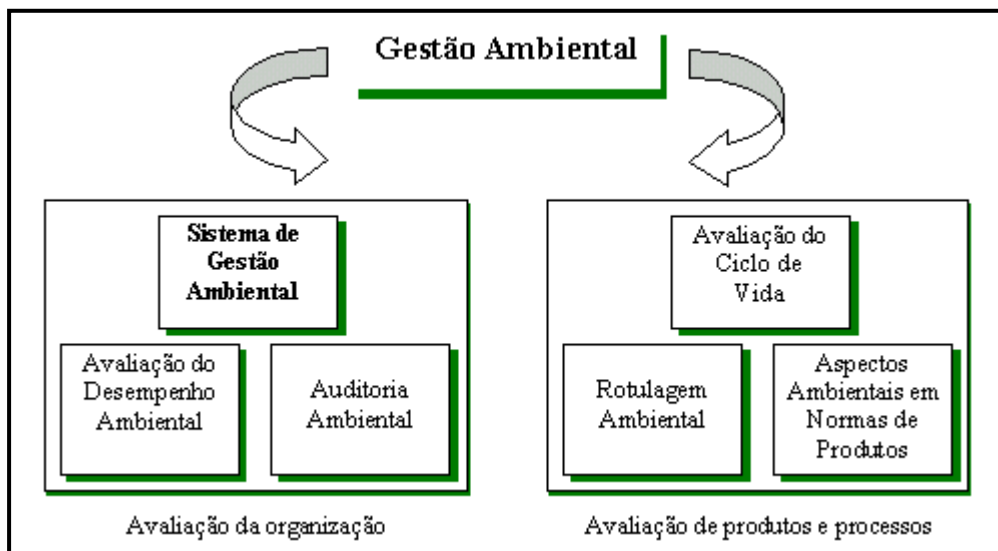 Gestão Ambiental
Sistema de
Gestão
Ambiental
Avaliação do
Desempenho
Ambiental
Auditoria
Ambiental
Avaliação da organização
Avaliação do
Ciclo de
Vida
Rotulagem
Ambiental
Aspectos
Ambientais em
Normas de
Produtos
Avaliação de produtos e processos